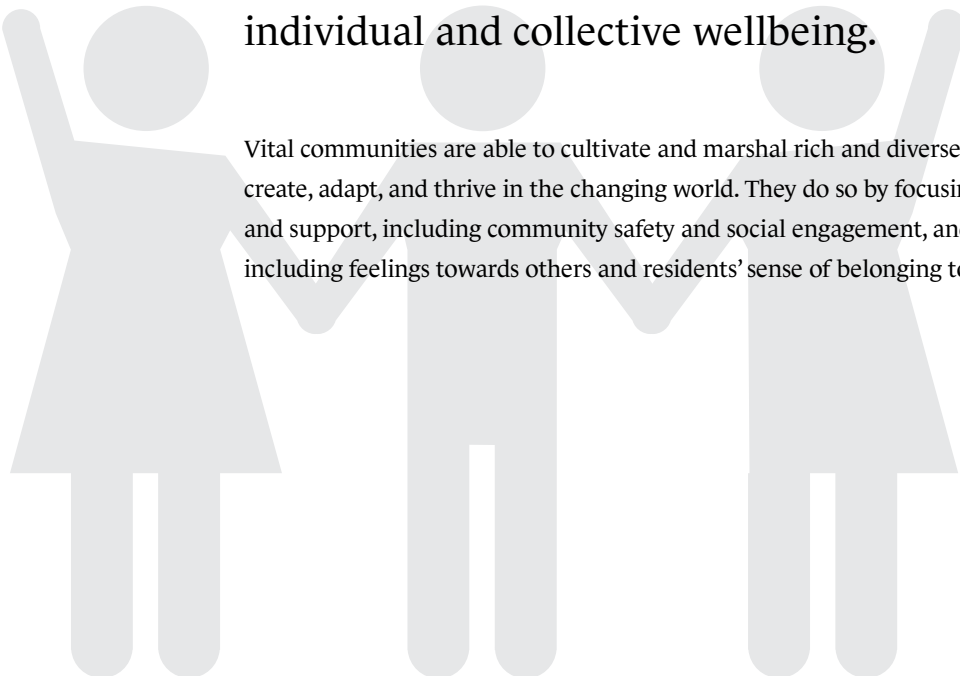 individual and collective wellbeing.
Vital communities are able to cultivate and marshal rich and diverse
create, adapt, and thrive in the changing world. They do so by
and support, including community safety and social engagement,
including feelings towards others and residents’ sense of belonging